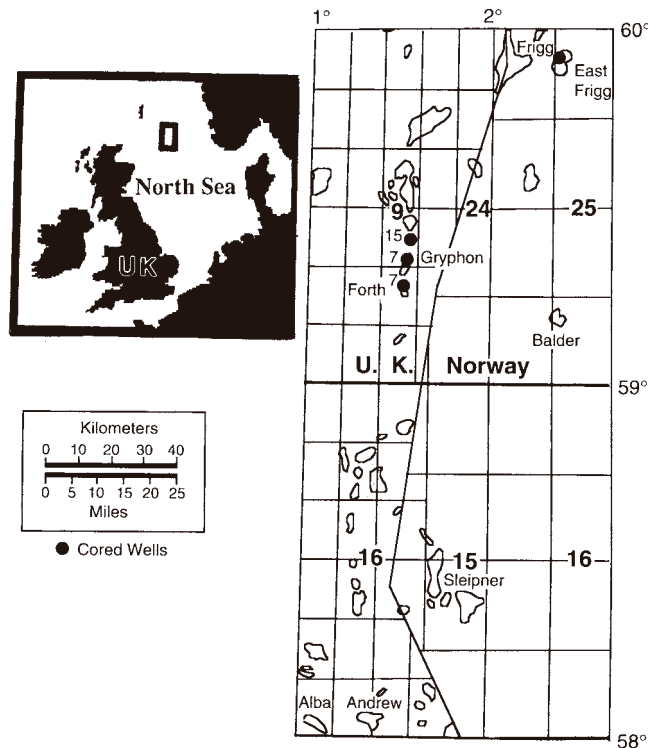 1°
2°
60°
Frigg
East
Frigg
1
North Sea
UK
9
24
25
15
7
Gryphon
7
Forth
Balder
U. K.
Norway
59°
Kilometers
0 10 20 30 40
0 5 10 15 20 25
Miles
Cored Wells
16
15
16
Sleipner
Alba
Andrew
58°